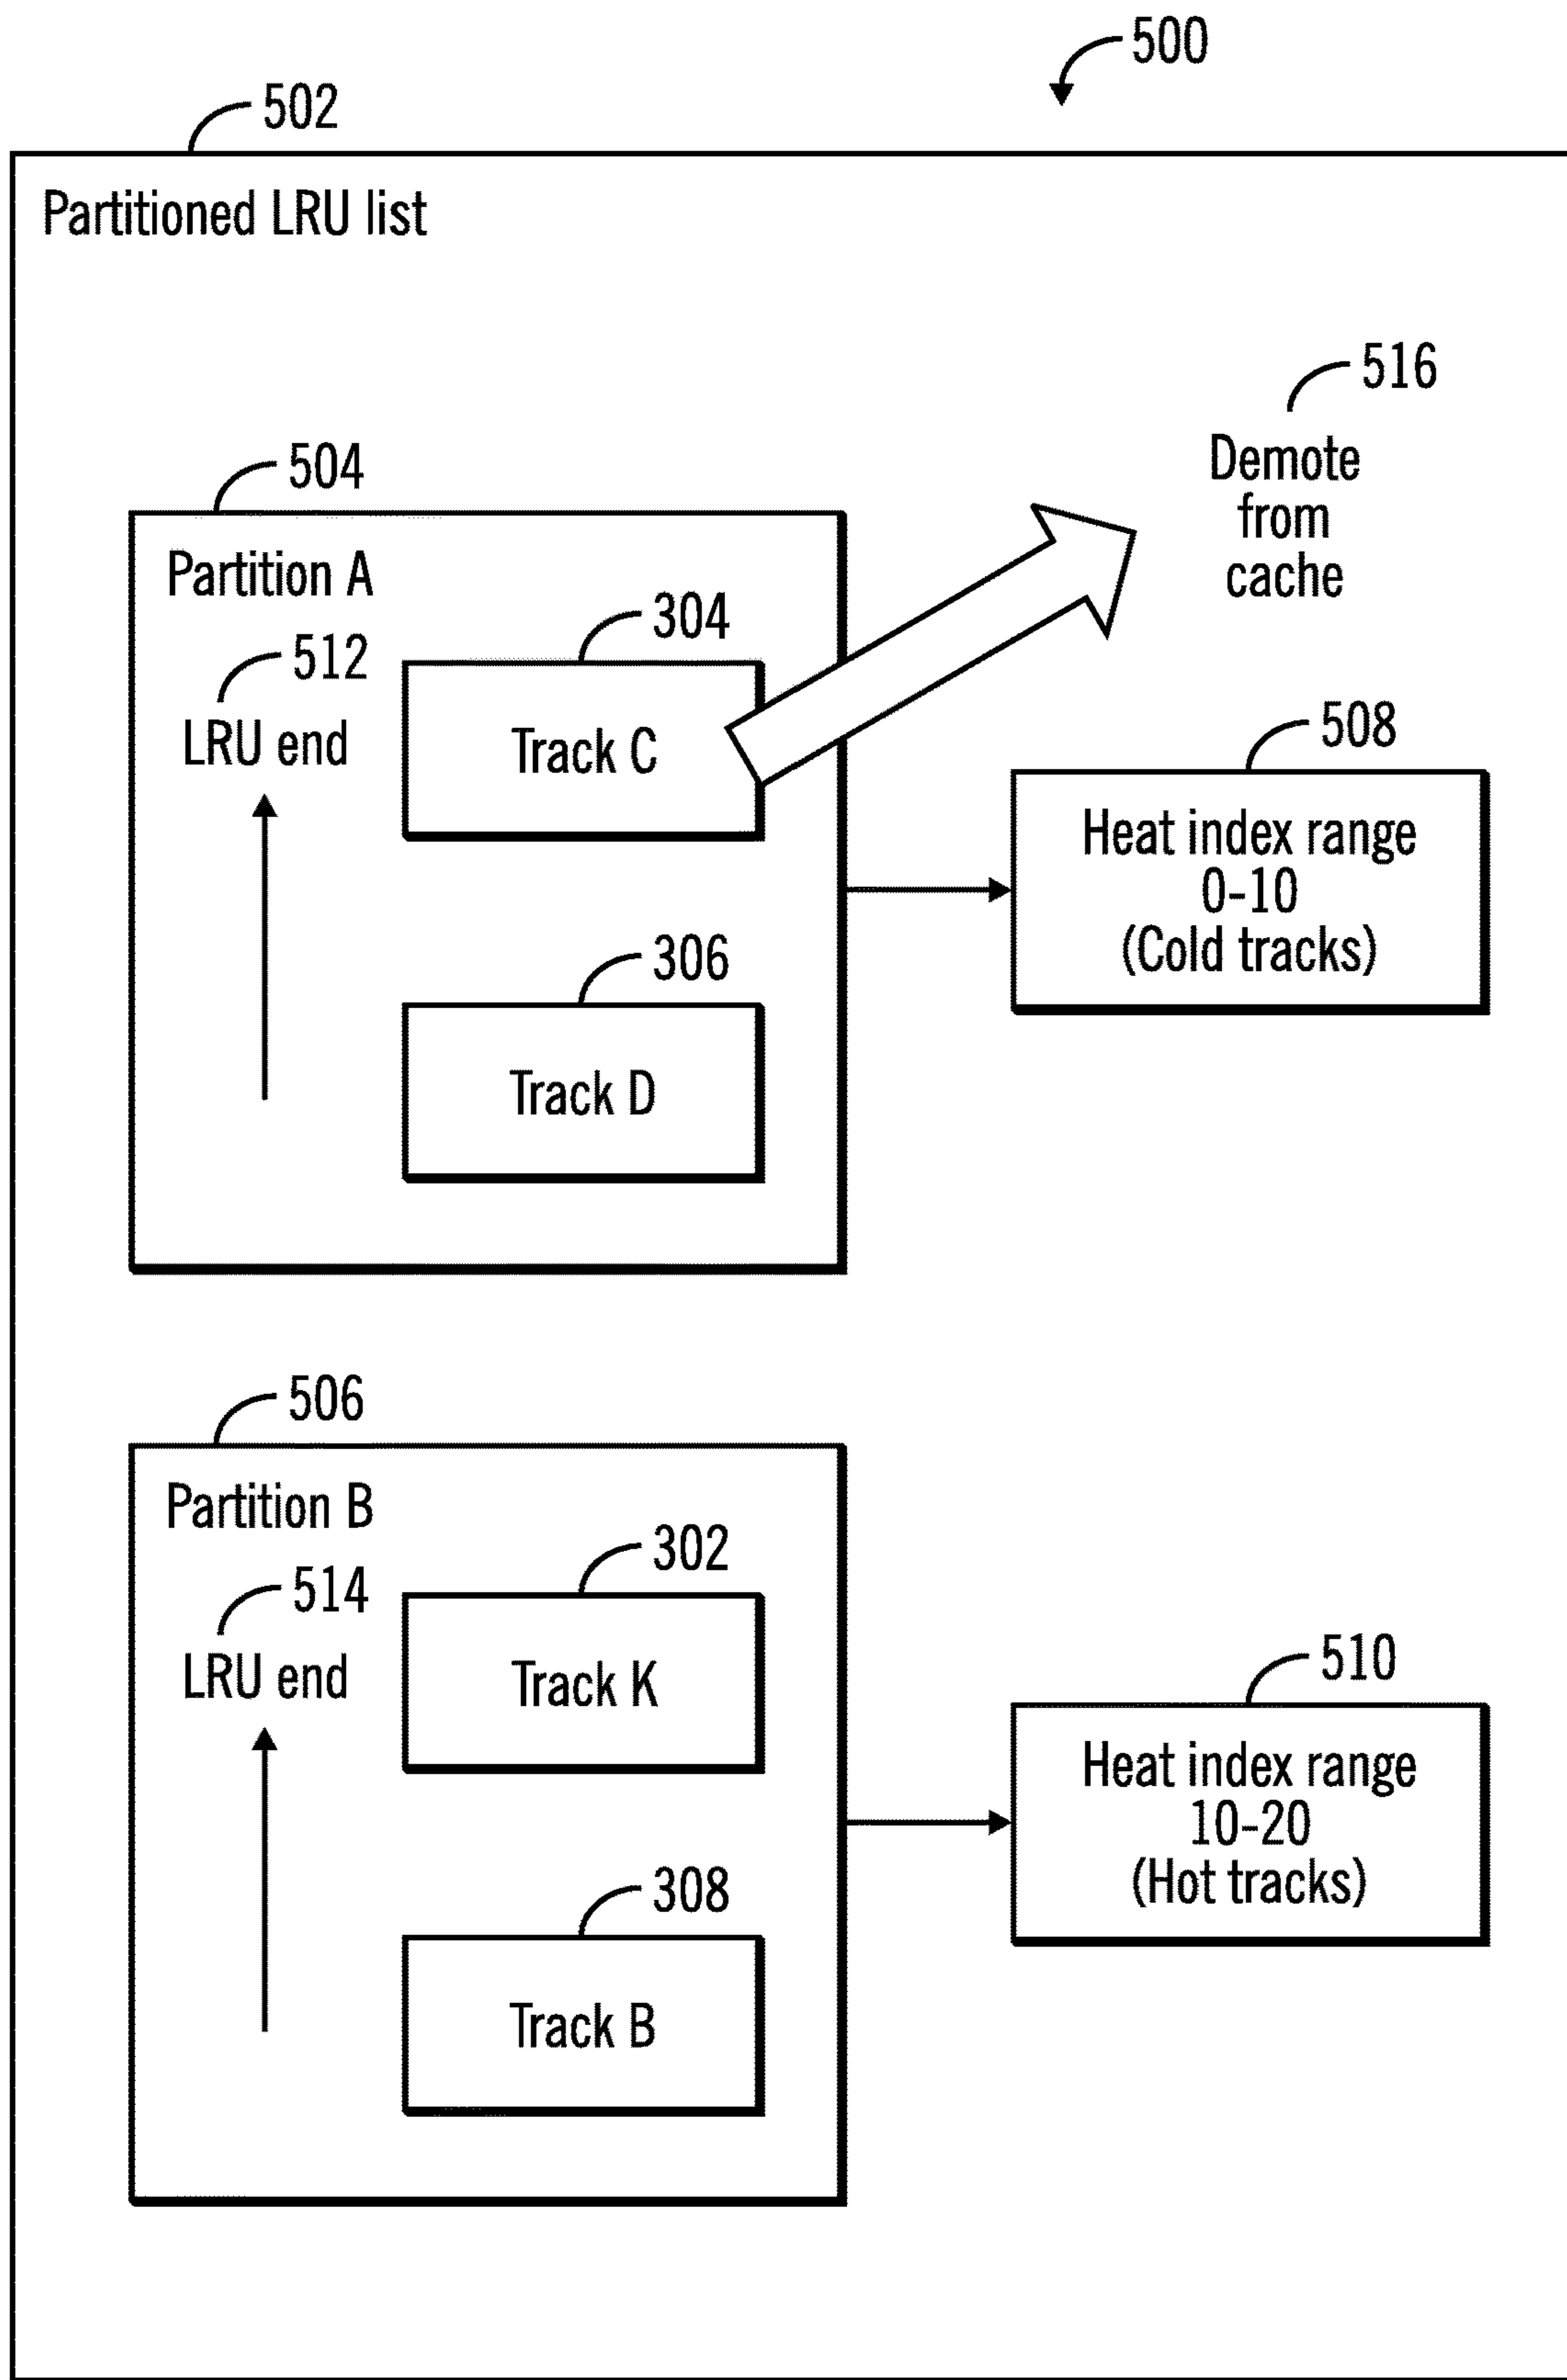 500
502
Partitioned LRU list
516
Demote
from
cache
504
Partition A
512
LRU end
304
Track C
508
Heat index range
0-10
(Cold tracks)
306
Track D
506
Partition B
514
LRU end
302
Track K
510
Heat index range
10-20
(Hot tracks)
308
Track B